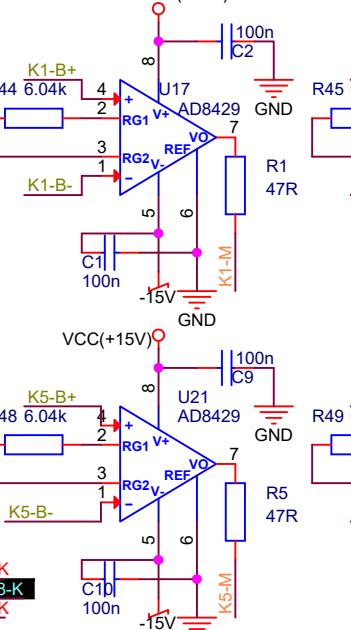 100n
C2
8
GND
K1-B+
44 6.04k
4
U17
AD8429
R45
+
2
RG1
V+
7
VO
3
RG2
REF
R1
47R
1
-
V-
K1-B-
5
6
C1
100n
K1-M
-15V
GND
VCC(+15V)
100n
C9
8
GND
K5-B+
48 6.04k
4
U21
AD8429
R49
+
2
RG1
V+
7
VO
3
RG2
REF
R5
47R
1
-
V-
K5-B-
5
6
K
C10
100n
3-K
K5-M
K
-15V